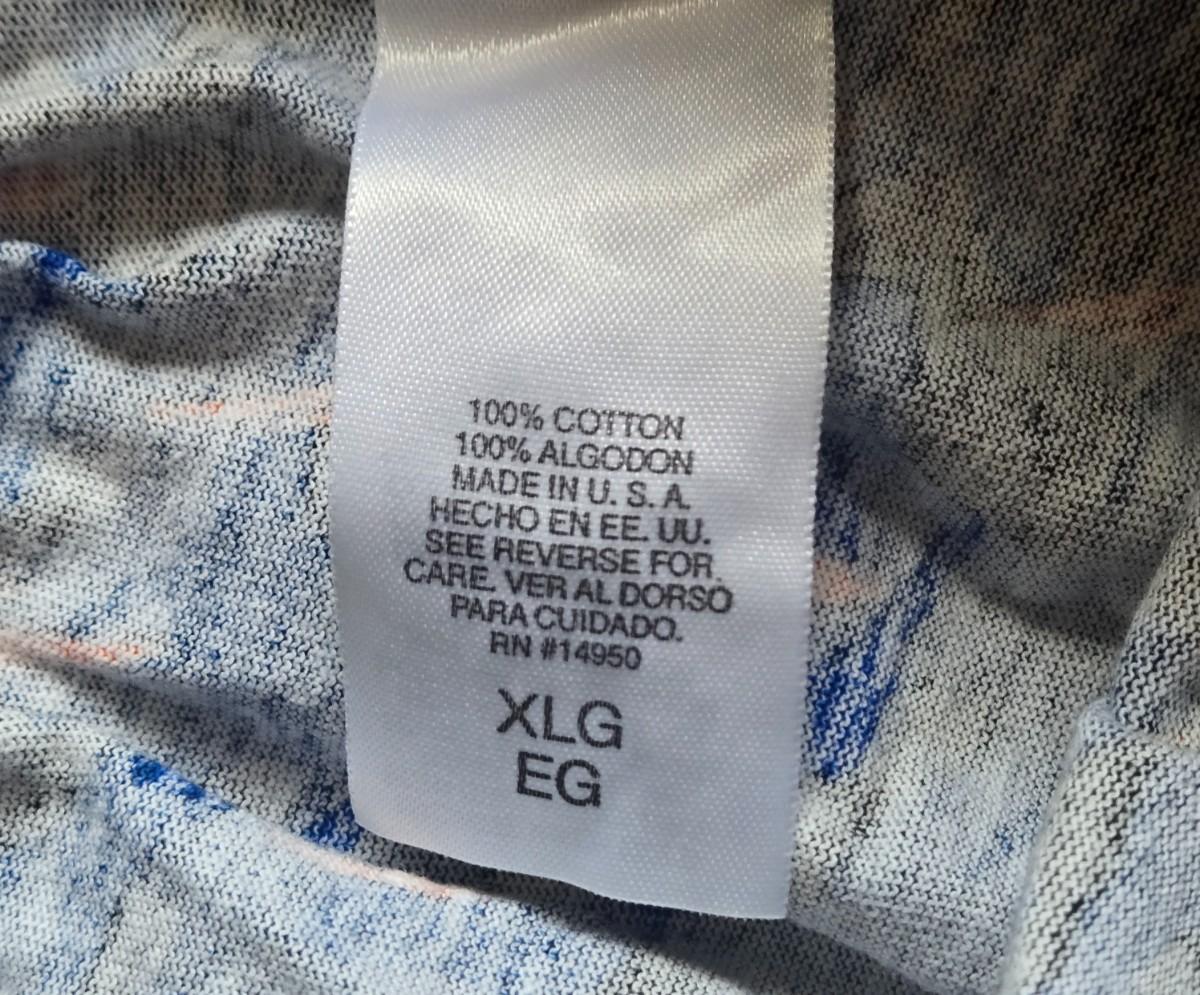 100% COTTON
100% ALGODON
MADE IN U. S. A.
HECHO EN EE. UU.
SEE REVERSE FOR
CARE. VER AL DORSO
PARA CUIDADO.
RN #14950
XLG
EG